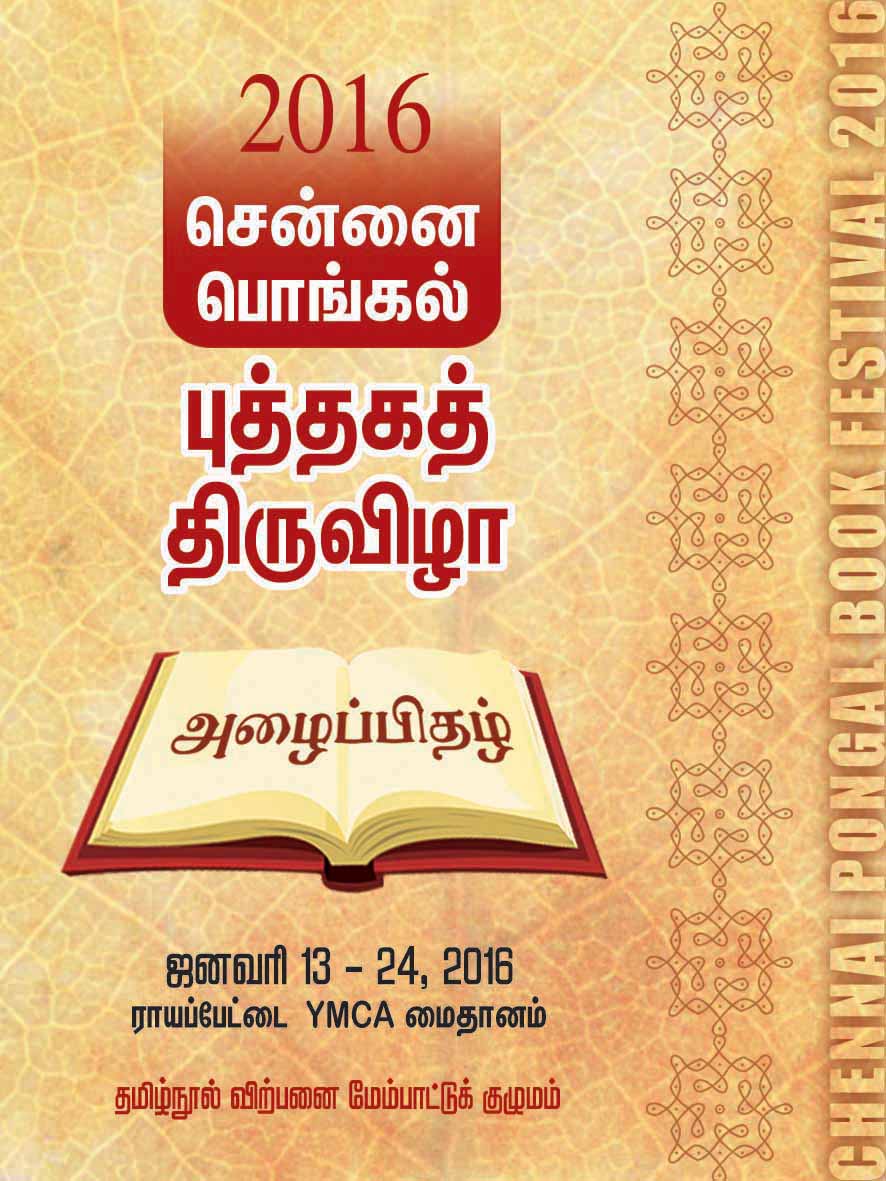 2016
சென்னை
பொங்கல்
புத்தகத்
திருவிழா
அழைப்பிதழ்
ஜனவரி 13 - 24, 2016
ராயப்பேட்டை YMCA மைதானம்
தமிழ்நூல் விற்பனை மேம்பாட்டுக் குழுமம்
CHENNAI PONGAL BOOK FESTIVAL 2016